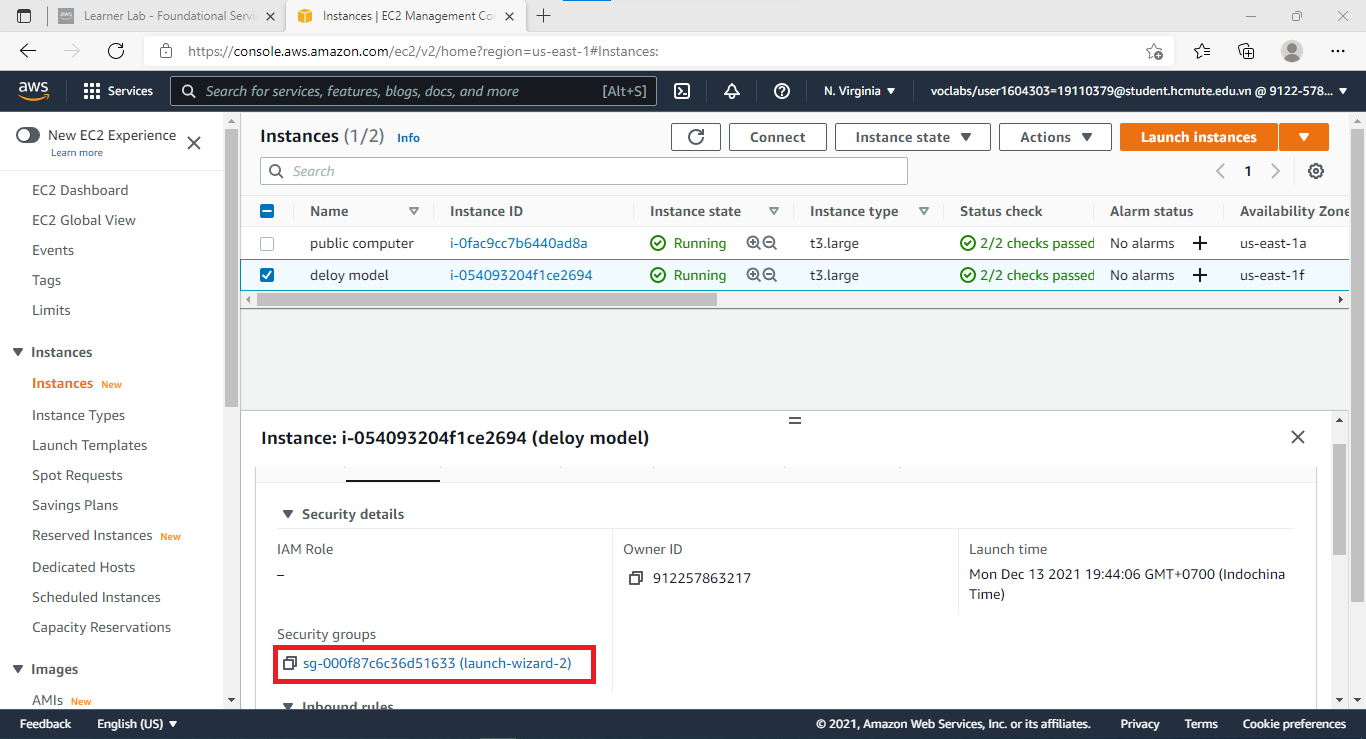 Learner Lab - Foundational Servi
Instances | EC2 Management Con
https://console.aws.amazon.com/ec2/v2/home?region=us-east-1#Instances:
aws
Services
Search for services, features, blogs, docs, and more
[Alt+S]
N. Virginia
voclabs/user1604303=19110379@student.hcmute.edu.vn @ 9122-578...
New EC2 Experience
Learn more
EC2 Dashboard
EC2 Global View
Events
Tags
Limits
Instances
Instances New
Instance Types
Launch Templates
Spot Requests
Savings Plans
Reserved Instances New
Dedicated Hosts
Scheduled Instances
Capacity Reservations
Images
AMIs New
Instances (1/2) Info
Connect
Instance state
Actions
Launch instances
Search
1
Name Instance ID Instance state Instance type Status check Alarm status Availability Zone
public computer i-0fac9cc7b6440ad8a Running t3.large 2/2 checks passed No alarms us-east-1a
deloy model i-054093204f1ce2694 Running t3.large 2/2 checks passed No alarms us-east-1f
Instance: i-054093204f1ce2694 (deloy model)
Security details
IAM Role
–
Owner ID
912257863217
Launch time
Mon Dec 13 2021 19:44:06 GMT+0700 (Indochina
Time)
Security groups
sg-000f87c6c36d51633 (launch-wizard-2)
Inbound rules
Feedback English (US)
© 2021, Amazon Web Services, Inc. or its affiliates. Privacy Terms Cookie preferences